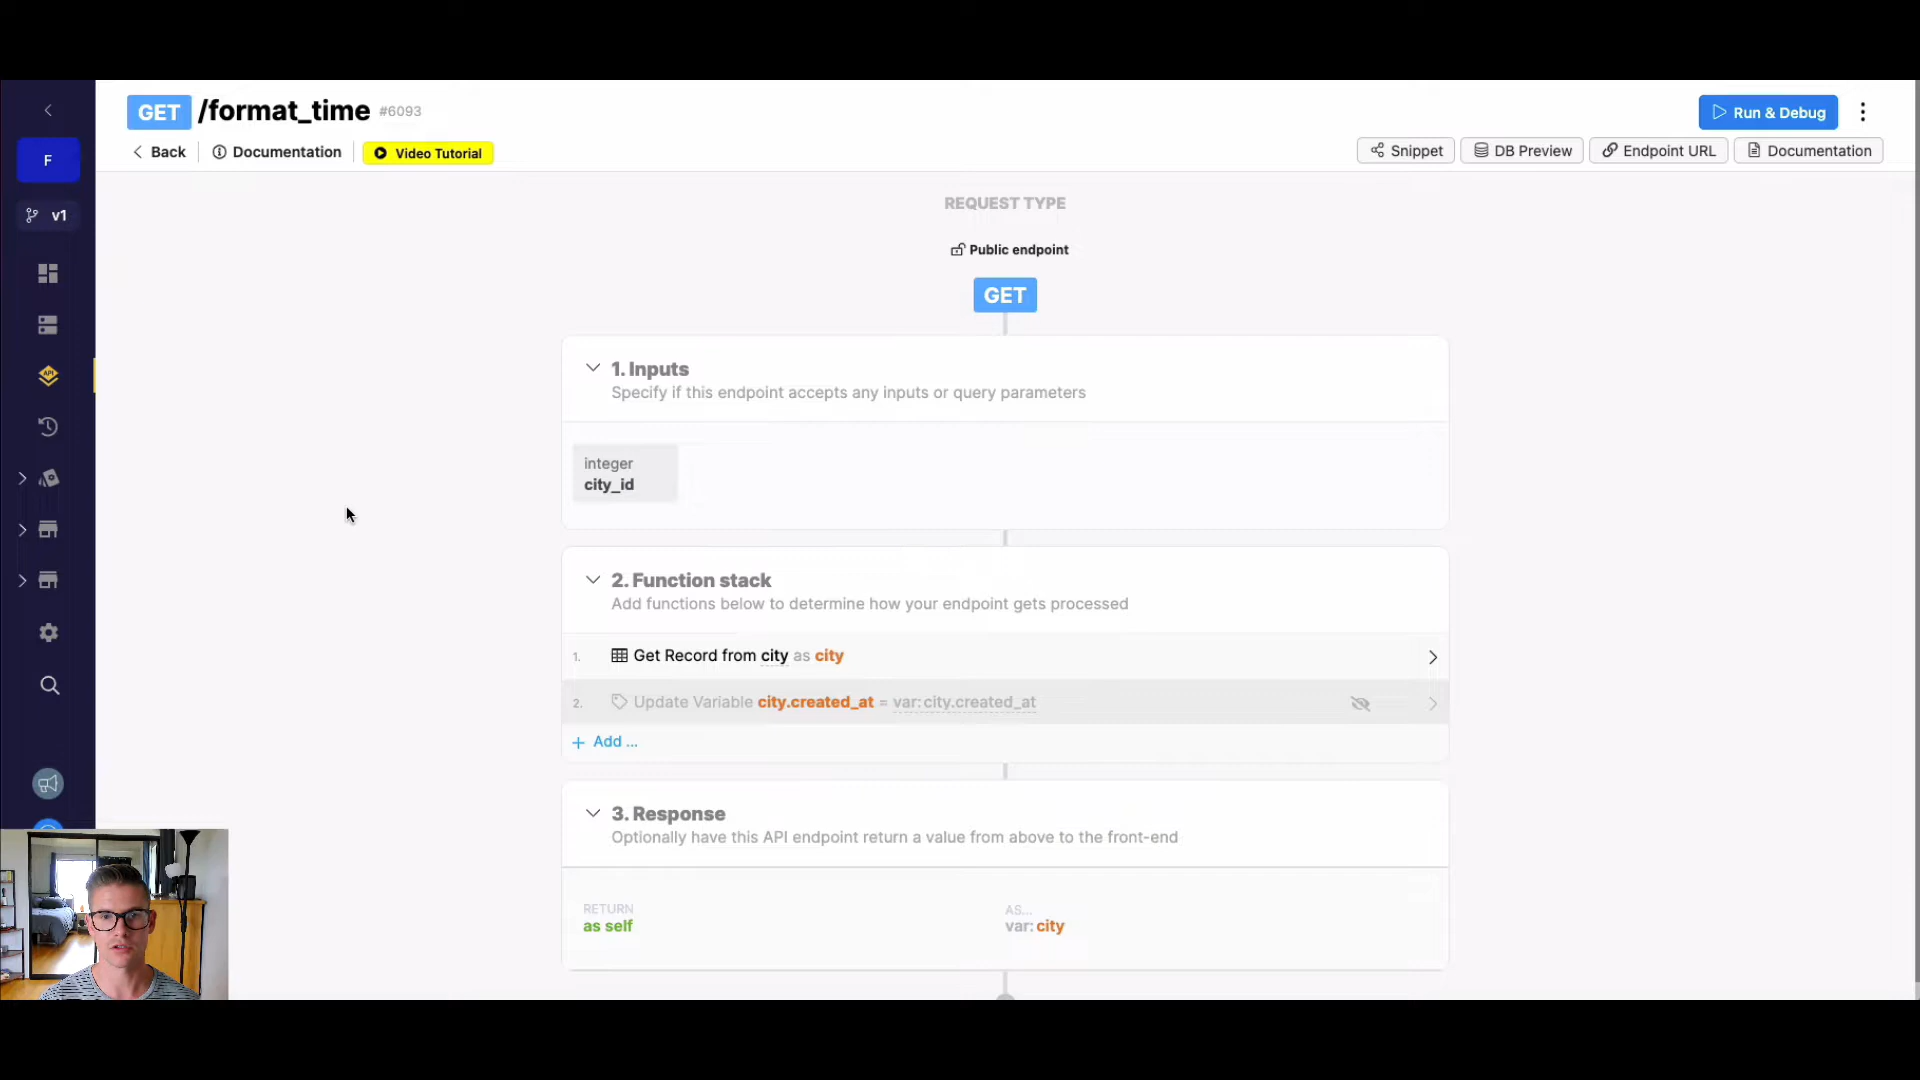 GET /format_time #6093
Run & Debug
Back
Documentation
Video Tutorial
Snippet
DB Preview
Endpoint URL
Documentation
F
v1
API
REQUEST TYPE
Public endpoint
GET
1. Inputs
Specify if this endpoint accepts any inputs or query parameters
integer
city_id
2. Function stack
Add functions below to determine how your endpoint gets processed
1. Get Record from city as city
2. Update Variable city.created_at = var:city.created_at
+ Add ...
3. Response
Optionally have this API endpoint return a value from above to the front-end
RETURN
as self
AS...
var: city